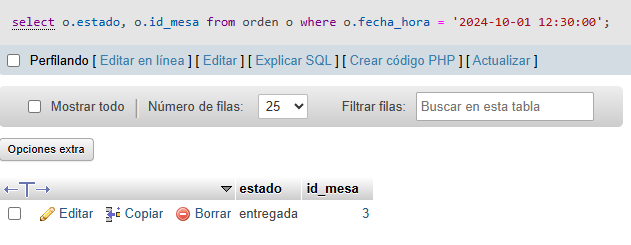 select o.estado, o.id_mesa from orden o where o.fecha_hora = '2024-10-01 12:30:00';
Perfilando [ Editar en línea ] [ Editar ] [ Explicar SQL ] [ Crear código PHP ] [ Actualizar ]
Mostrar todo | Número de filas: 25 Filtrar filas: Buscar en esta tabla
Opciones extra
←T→ estado id_mesa
Editar Copiar Borrar entregada 3